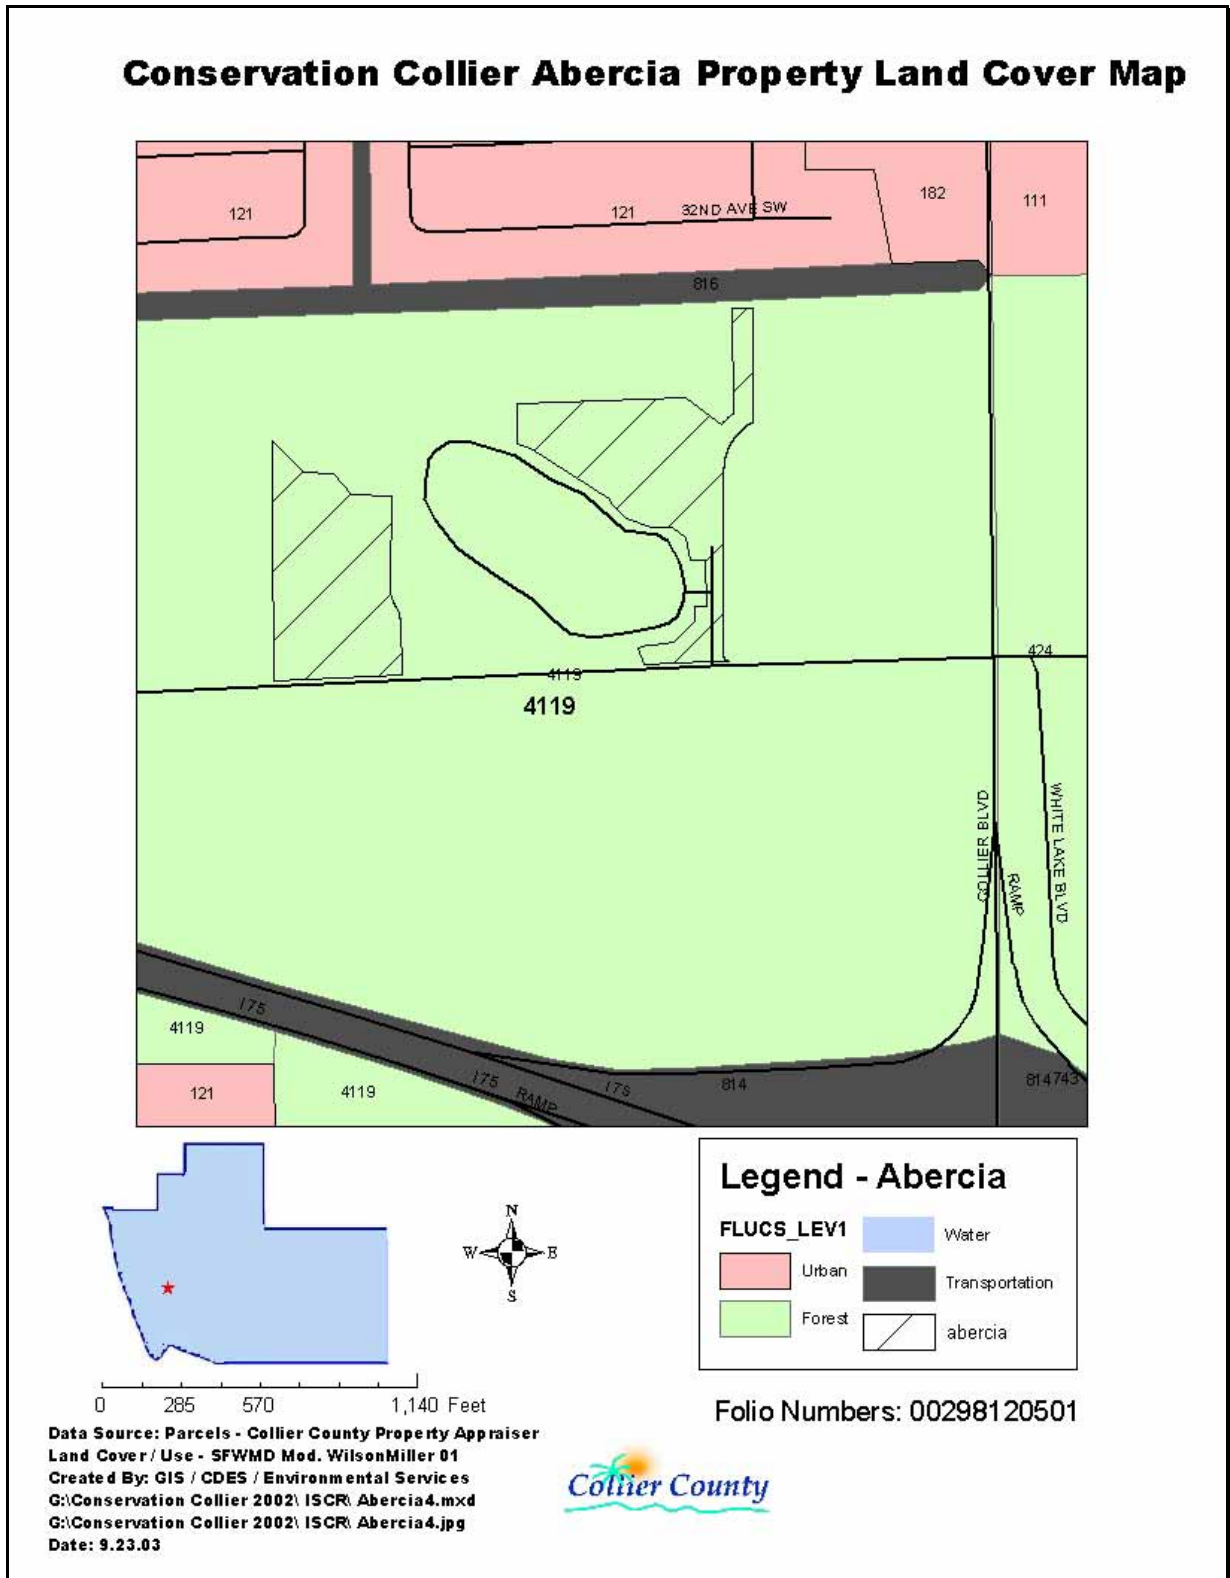 Conservation Collier Abercia Property Land Cover Map
121
121
32ND AVE SW
182
111
816
424
4119
4119
COLLIER BLVD
RAMP
WHITE LAKE BLVD
I75
4119
121
4119
I75
RAMP
I75
814
814743
N
W
E
S
Legend - Abercia
FLUCS_LEV1
Urban
Forest
Water
Transportation
abercia
0 285 570 1,140 Feet
Folio Numbers: 00298120501
Data Source: Parcels - Collier County Property Appraiser
Land Cover / Use - SFWMD Mod. WilsonMiller 01
Created By: GIS / CDES / Environmental Services
G:\Conservation Collier 2002\ ISCR\ Abercia4.mxd
G:\Conservation Collier 2002\ ISCR\ Abercia4.jpg
Date: 9.23.03
Collier County